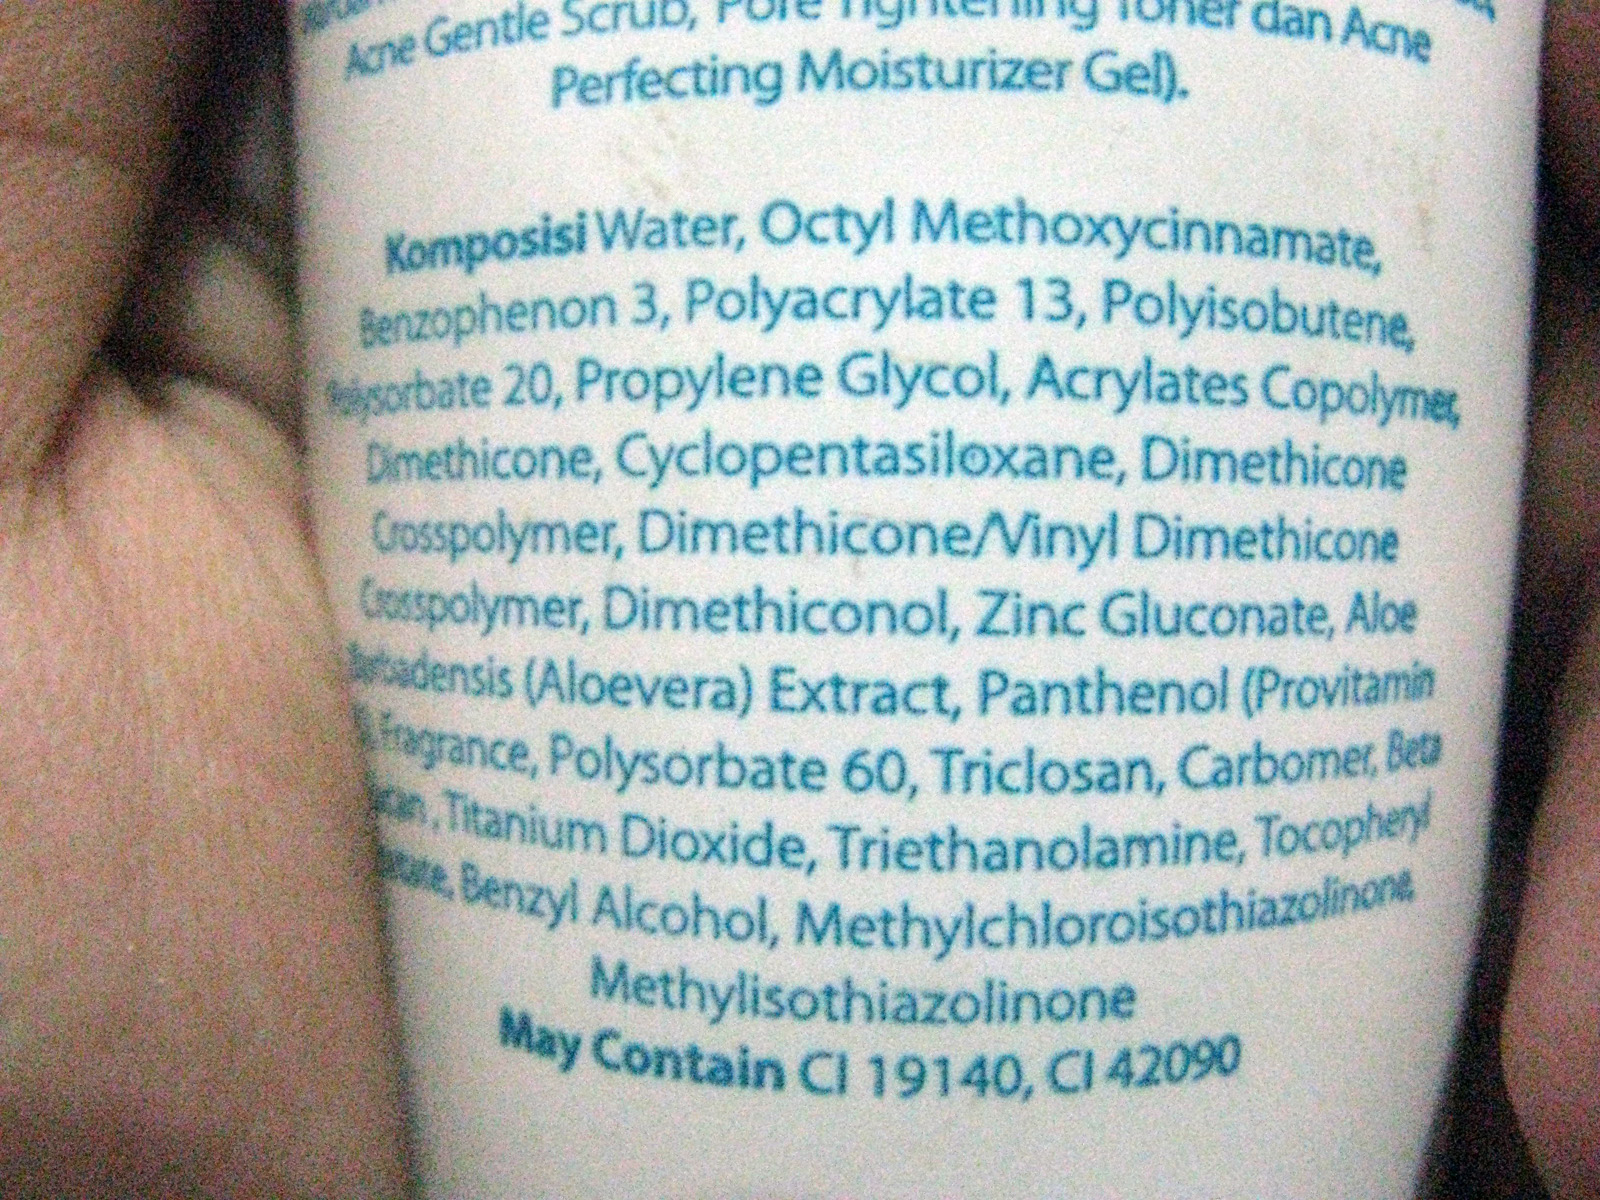 Acne Gentle Scrub, Pore Tightening Toner dan Acne
Perfecting Moisturizer Gel).
Komposisi Water, Octyl Methoxycinnamate,
Benzophenon 3, Polyacrylate 13, Polyisobutene,
Polysorbate 20, Propylene Glycol, Acrylates Copolymer,
Dimethicone, Cyclopentasiloxane, Dimethicone
Crosspolymer, Dimethicone/Vinyl Dimethicone
Crosspolymer, Dimethiconol, Zinc Gluconate, Aloe
Barbadensis (Aloevera) Extract, Panthenol (Provitamin
Fragrance, Polysorbate 60, Triclosan, Carbomer, Beta
, Titanium Dioxide, Triethanolamine, Tocopheryl
Benzyl Alcohol, Methylchloroisothiazolinone,
Methylisothiazolinone
May Contain CI 19140, CI 42090